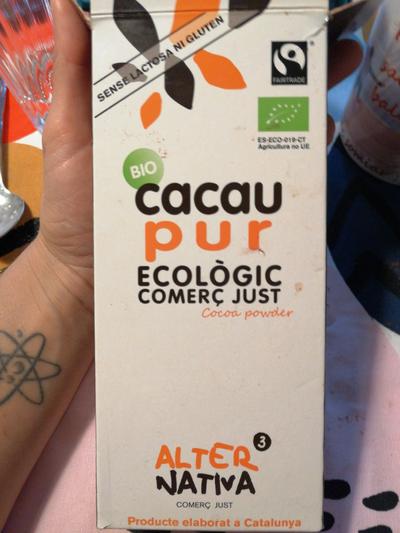 SENSE LACTOSA NI GLUTEN
FAIRTRADE
ES-ECO-019-CT
Agricultura no UE
BIO
cacau
pur
ECOLÒGIC
COMERÇ JUST
Cocoa powder
ALTER 3
NATIVA
COMERÇ JUST
Producte elaborat a Catalunya